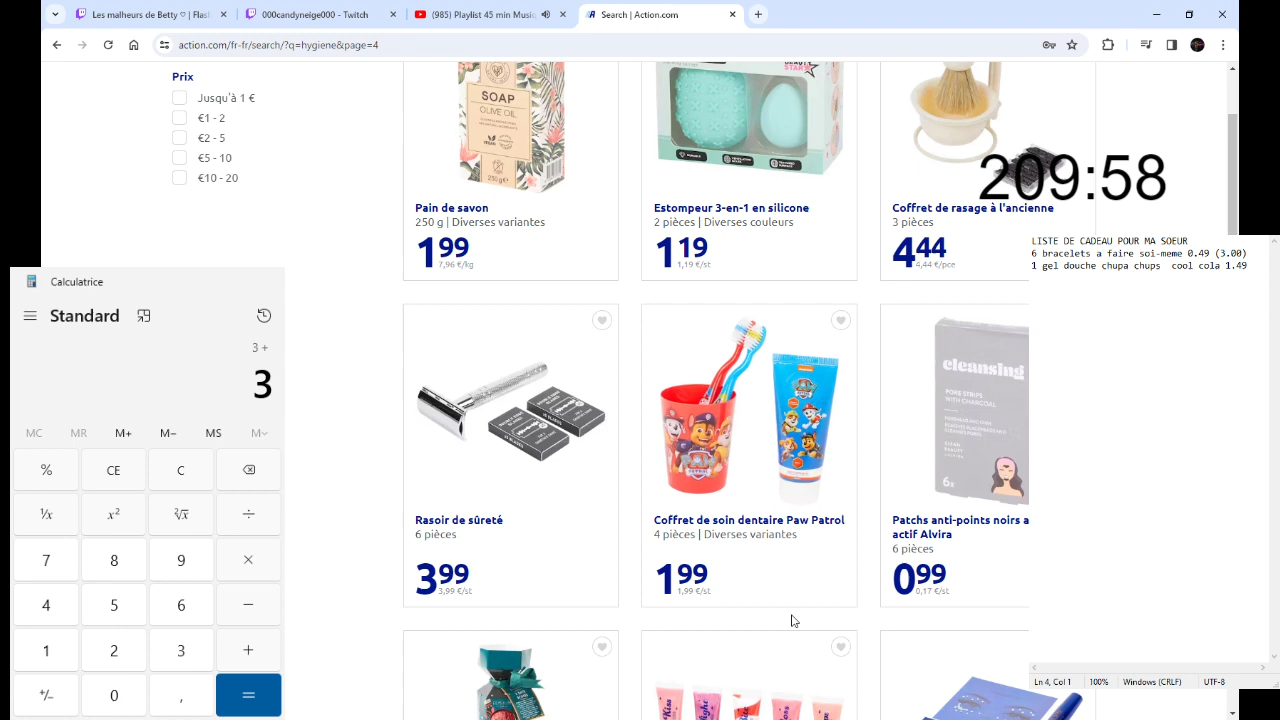 Les malheurs de Betty ♡ | Flash
000candyneige000 - Twitch
(985) Playlist 45 min Music
Search | Action.com
action.com/fr-fr/search/?q=hygiene&page=4
Prix
Jusqu'à 1 €
€1 - 2
€2 - 5
€5 - 10
€10 - 20
SOAP
OLIVE OIL
VEGAN
250 g e
BEAUTY STAR
Pain de savon
250 g | Diverses variantes
1 99
7,96 €/kg
Estompeur 3-en-1 en silicone
2 pièces | Diverses couleurs
1 19
1,19 €/st
Coffret de rasage à l'ancienne
3 pièces
4 44
4,44 €/pce
209:58
LISTE DE CADEAU POUR MA SOEUR
6 bracelets a faire soi-meme 0.49 (3.00)
1 gel douche chupa chups  cool cola 1.49
Calculatrice
Standard
3 +
3
MC MR M+ M− MS M˅
% CE C
¹/x x² ²√x ÷
7 8 9 ×
4 5 6 −
1 2 3 +
+/− 0 , =
Rasoir de sûreté
6 pièces
3 99
3,99 €/st
PAW PATROL
Coffret de soin dentaire Paw Patrol
4 pièces | Diverses variantes
1 99
1,99 €/st
cleansing
PORE STRIPS
WITH CHARCOAL
6x
Patchs anti-points noirs a
actif Alvira
6 pièces
0 99
0,17 €/st
Ln 4, Col 1
100%
Windows (CRLF)
UTF-8